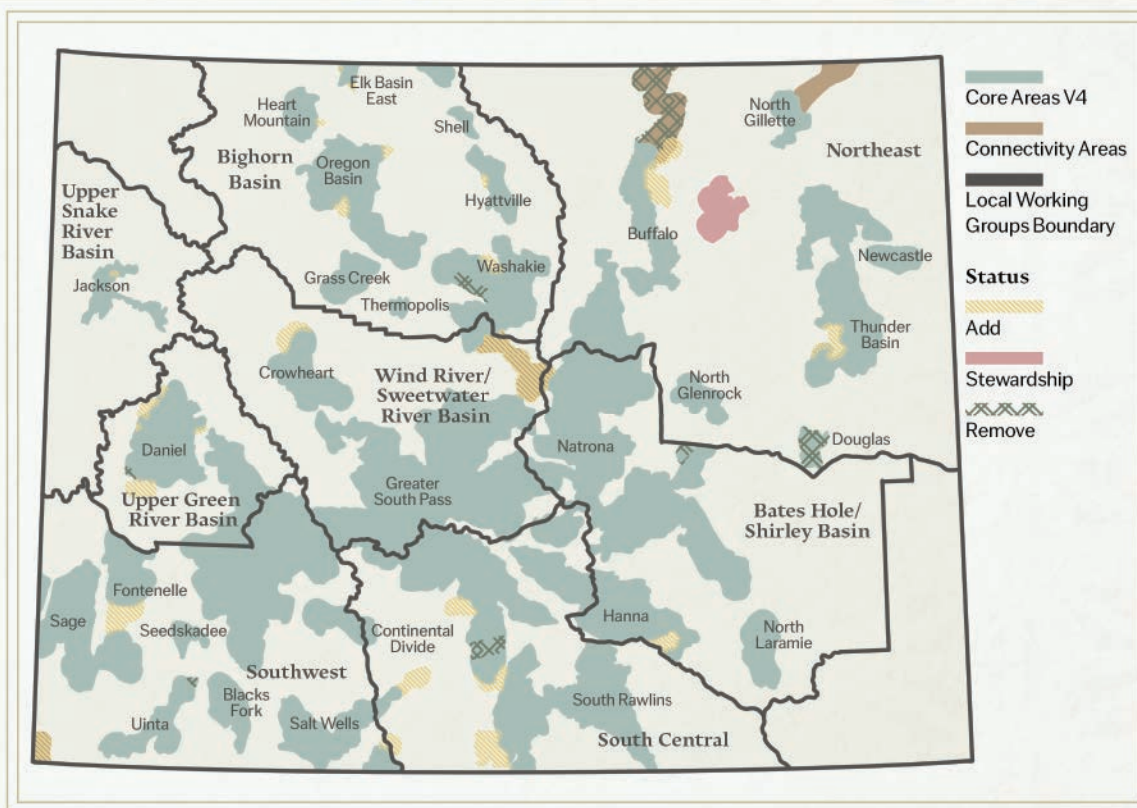 Elk Basin
East
Heart
Mountain
Shell
Bighorn
Basin
Oregon
Basin
Hyattville
North
Gillette
Northeast
Upper
Snake
River
Basin
Jackson
Buffalo
Newcastle
Grass Creek
Washakie
Thermopolis
Thunder
Basin
Crowheart
Wind River/
Sweetwater
River Basin
North
Glenrock
Daniel
Natrona
Douglas
Upper Green
River Basin
Greater
South Pass
Bates Hole/
Shirley Basin
Fontenelle
Sage
Seedskadee
Continental
Divide
Hanna
North
Laramie
Southwest
Blacks
Fork
Uinta
Salt Wells
South Rawlins
South Central
Core Areas V4
Connectivity Areas
Local Working
Groups Boundary
Status
Add
Stewardship
Remove